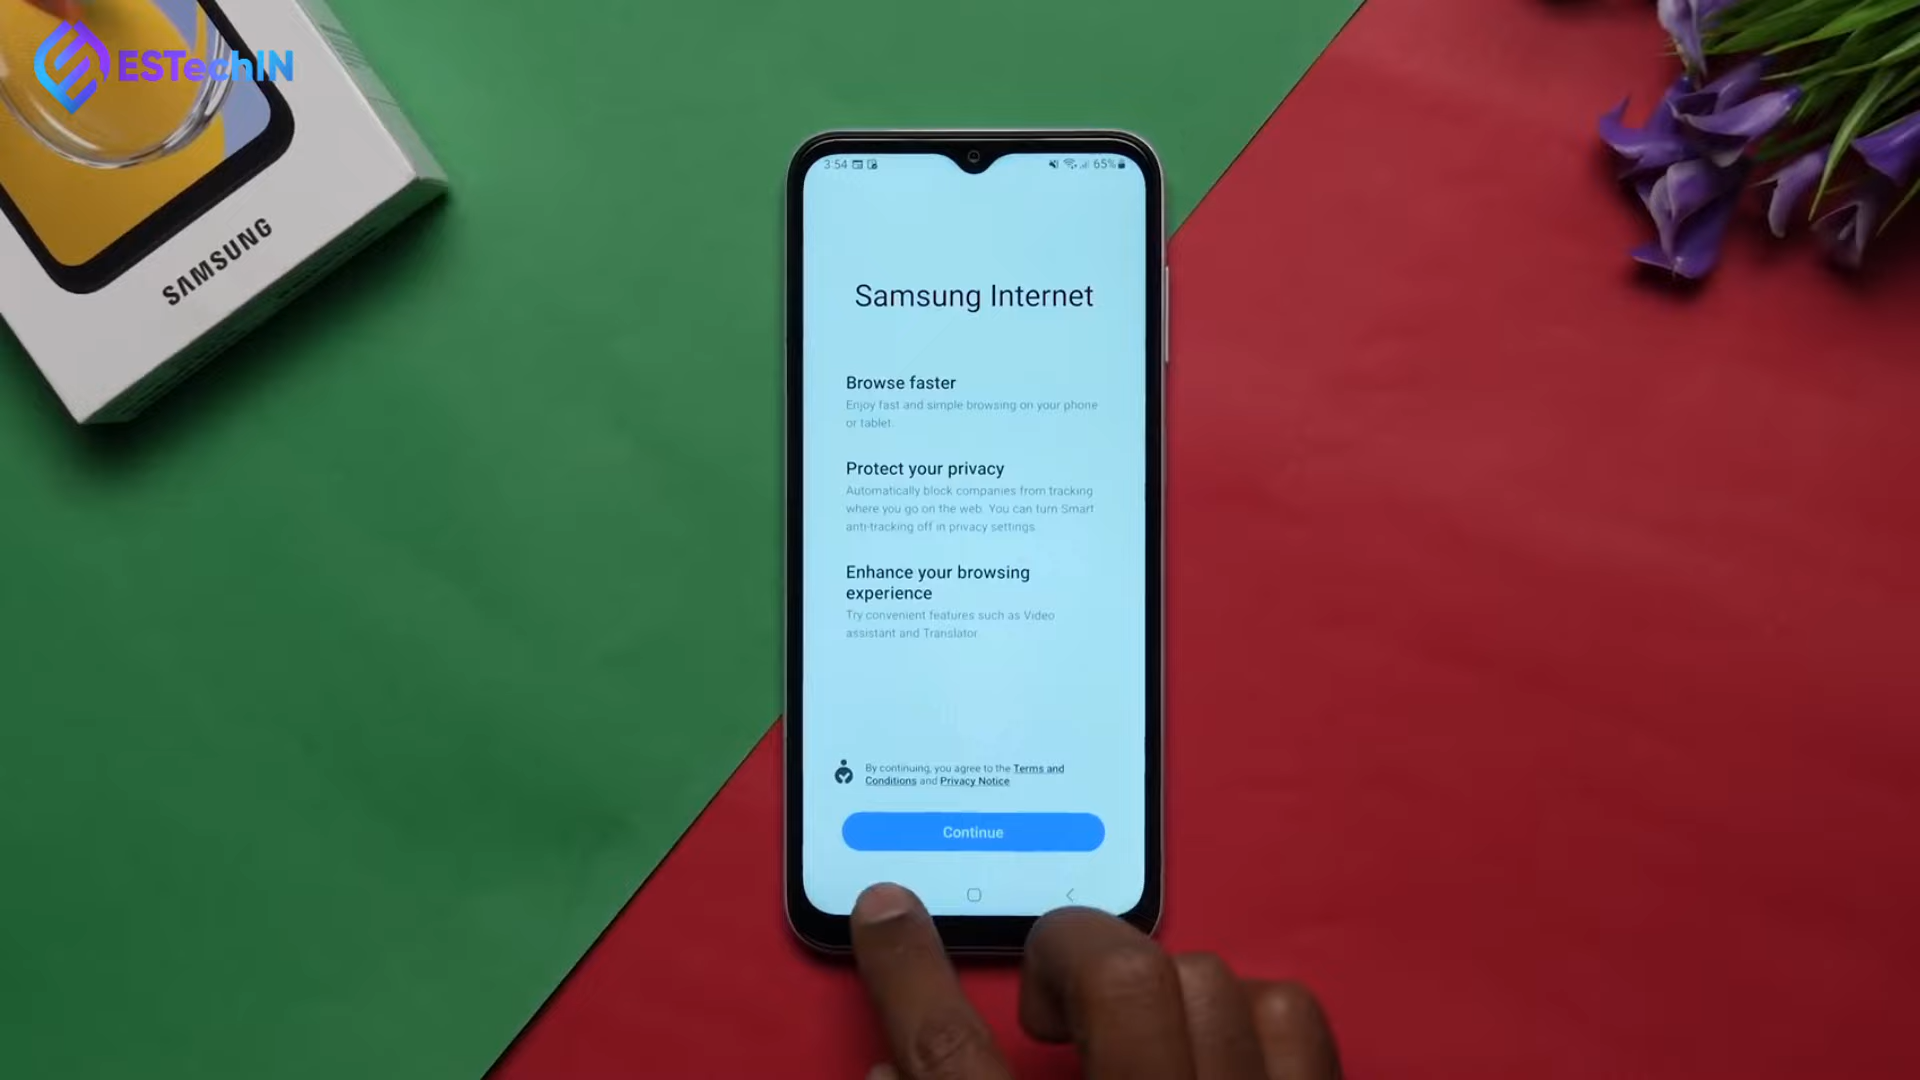 ESTechIN
SAMSUNG
3:54
65%
Samsung Internet
Browse faster
Enjoy fast and simple browsing on your phone
or tablet.
Protect your privacy
Automatically block companies from tracking
where you go on the web. You can turn Smart
anti-tracking off in privacy settings.
Enhance your browsing
experience
Try convenient features such as Video
assistant and Translator.
By continuing, you agree to the Terms and
Conditions and Privacy Notice
Continue